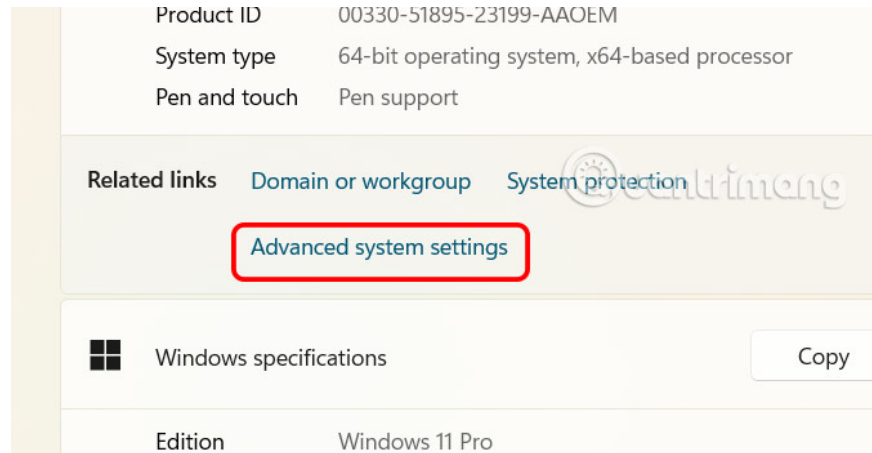 Product ID 00330-51895-23199-AAOEM
System type 64-bit operating system, x64-based processor
Pen and touch Pen support
Related links Domain or workgroup System protection
uantrimang
Advanced system settings
Windows specifications Copy
Edition Windows 11 Pro